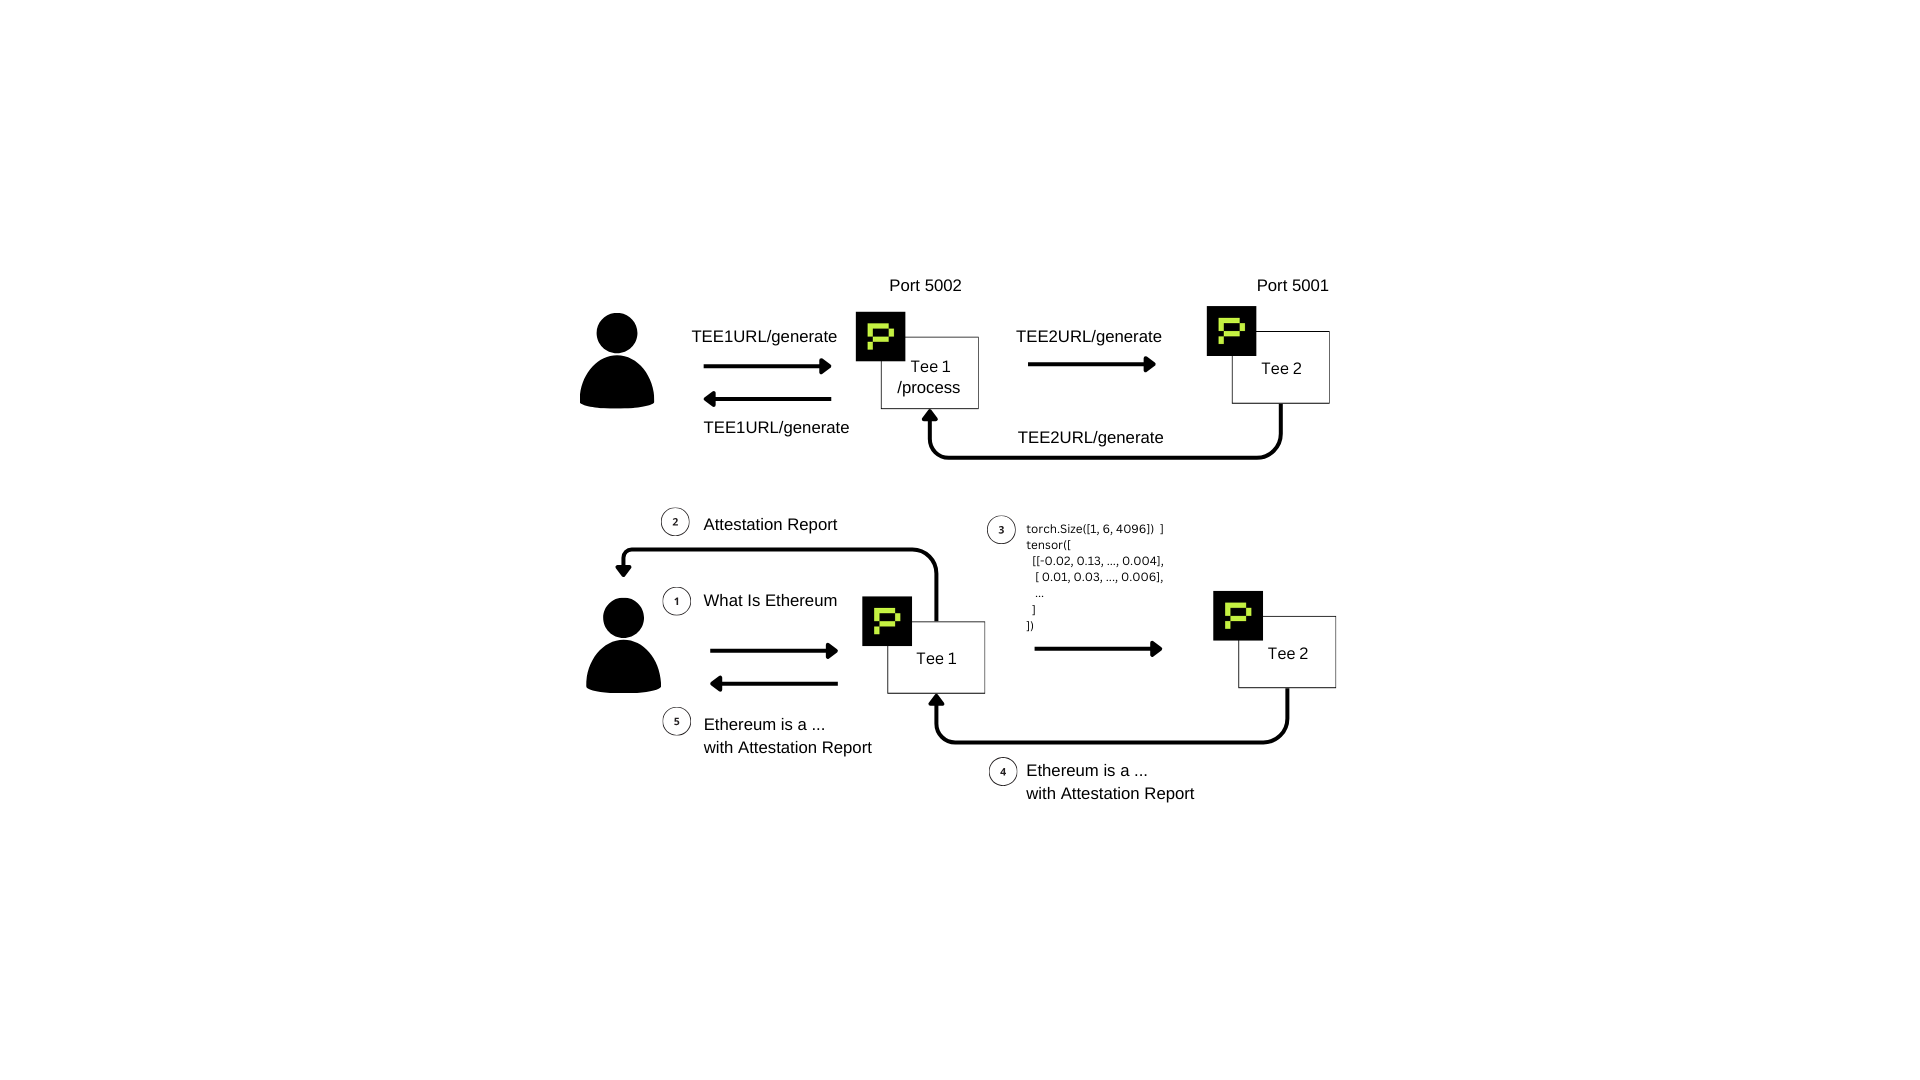 Port 5002
Port 5001
TEE1URL/generate
TEE2URL/generate
Tee 1
/process
Tee 2
TEE1URL/generate
TEE2URL/generate
2
Attestation Report
3
torch.Size([1, 6, 4096])  ]
tensor([
[[-0.02, 0.13, ..., 0.004],
[ 0.01, 0.03, ..., 0.006],
...
]
])
1
What Is Ethereum
Tee 1
Tee 2
5
Ethereum is a ...
with Attestation Report
4
Ethereum is a ...
with Attestation Report